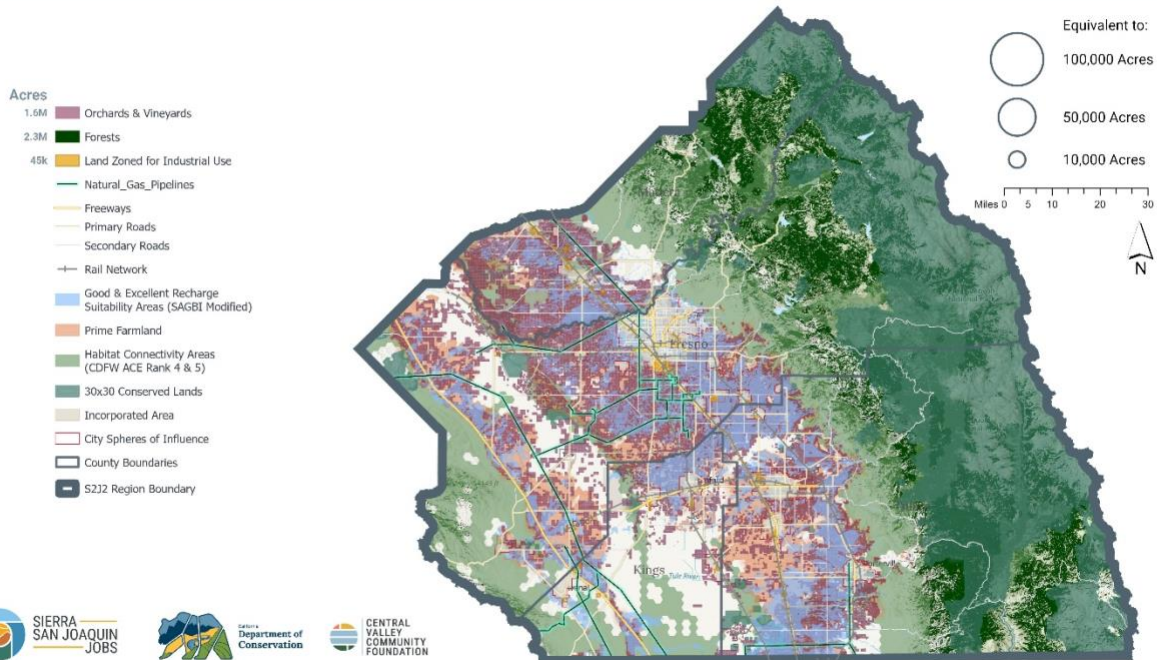 Acres
1.6M Orchards & Vineyards
2.3M Forests
45k Land Zoned for Industrial Use
Natural_Gas_Pipelines
Freeways
Primary Roads
Secondary Roads
Rail Network
Good & Excellent Recharge
Suitability Areas (SAGBI Modified)
Prime Farmland
Habitat Connectivity Areas
(CDFW ACE Rank 4 & 5)
30x30 Conserved Lands
Incorporated Area
City Spheres of Influence
County Boundaries
S2J2 Region Boundary
Equivalent to:
100,000 Acres
50,000 Acres
10,000 Acres
Miles 0 5 10 20 30
N
Fresno
Kings
Tule River
SIERRA
SAN JOAQUIN
JOBS
California
Department of
Conservation
CENTRAL
VALLEY
COMMUNITY
FOUNDATION